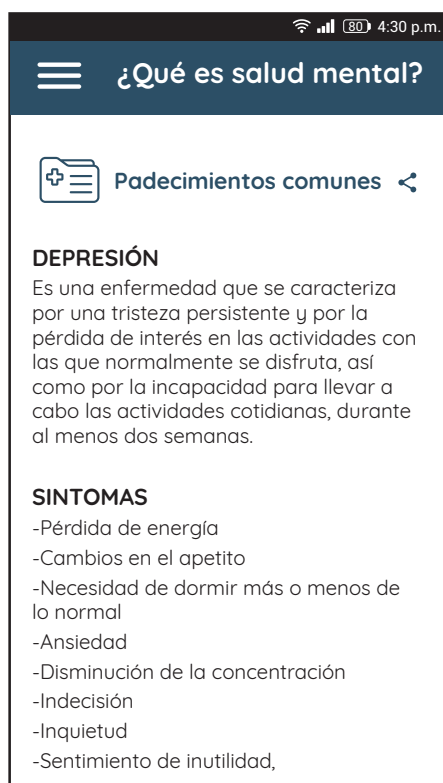 80 4:30 p.m.
¿Qué es salud mental?
Padecimientos comunes
DEPRESIÓN
Es una enfermedad que se caracteriza
por una tristeza persistente y por la
pérdida de interés en las actividades con
las que normalmente se disfruta, así
como por la incapacidad para llevar a
cabo las actividades cotidianas, durante
al menos dos semanas.
SINTOMAS
-Pérdida de energía
-Cambios en el apetito
-Necesidad de dormir más o menos de
lo normal
-Ansiedad
-Disminución de la concentración
-Indecisión
-Inquietud
-Sentimiento de inutilidad,